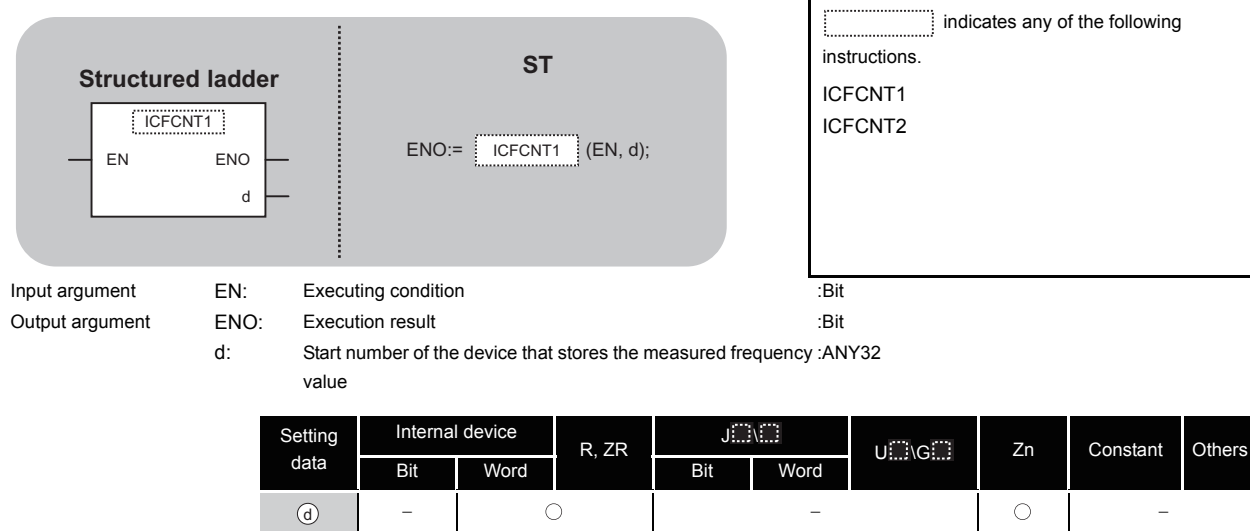 indicates any of the following
instructions.
ICFCNT1
ICFCNT2
Structured ladder
ICFCNT1
EN ENO
d
ST
ENO:= ICFCNT1 (EN, d);
Input argument EN: Executing condition :Bit
Output argument ENO: Execution result :Bit
d: Start number of the device that stores the measured frequency :ANY32
value
Setting data Internal device R, ZR J\ U\G Zn Constant Others
Bit Word Bit Word
d – ○ – ○ –